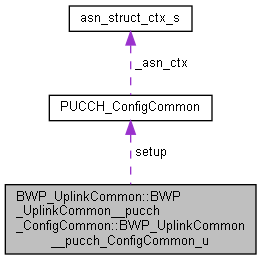 asn_struct_ctx_s
_asn_ctx
PUCCH_ConfigCommon
setup
BWP_UplinkCommon::BWP
_UplinkCommon__pucch
_ConfigCommon::BWP_UplinkCommon
__pucch_ConfigCommon_u